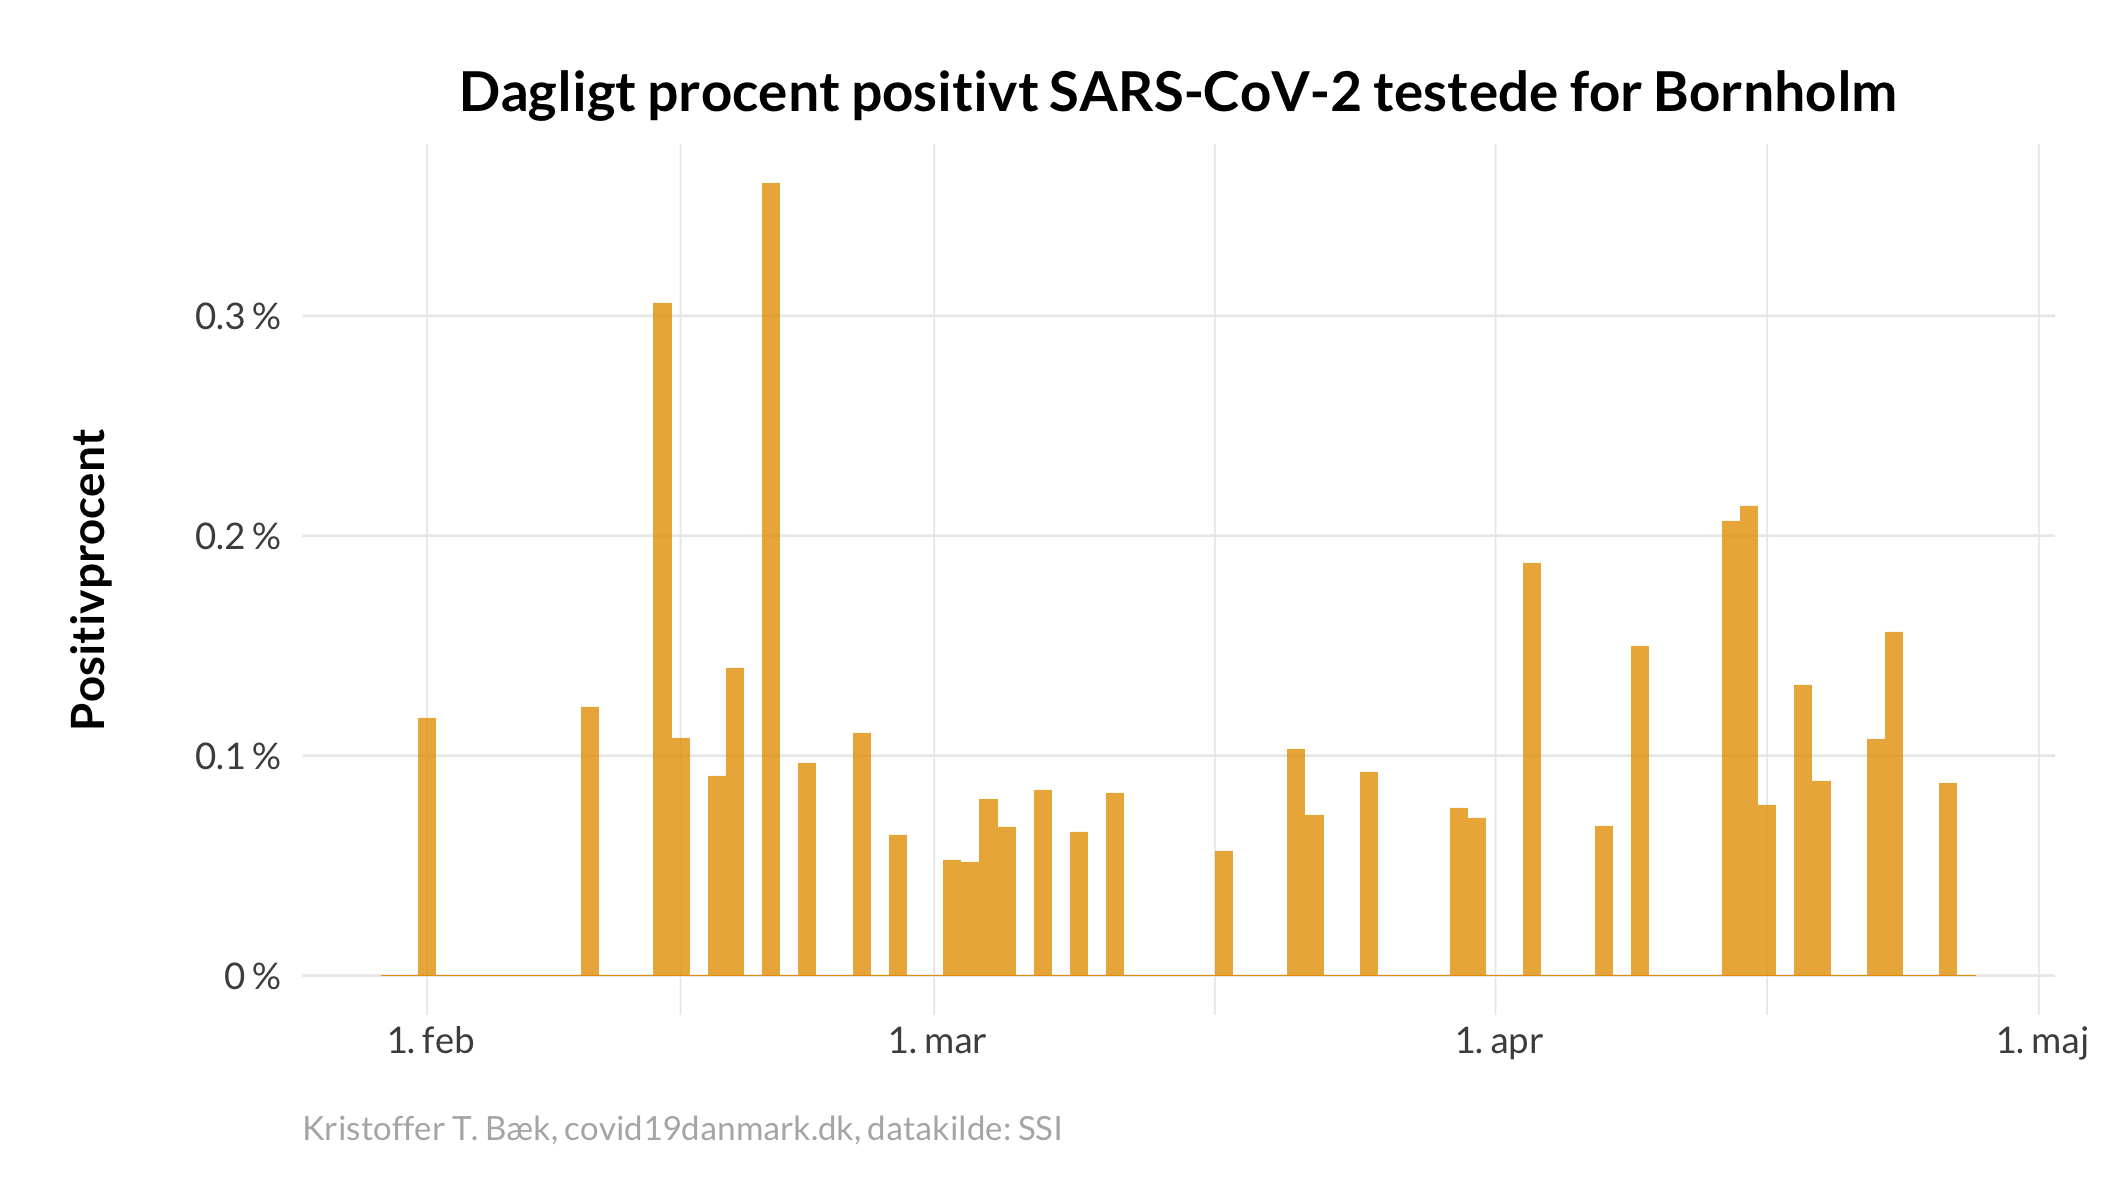 Dagligt procent positivt SARS-CoV-2 testede for Bornholm
Positivprocent
0.3 %
0.2 %
0.1 %
0 %
1. feb
1. mar
1. apr
1. maj
Kristoffer T. Bæk, covid19danmark.dk, datakilde: SSI